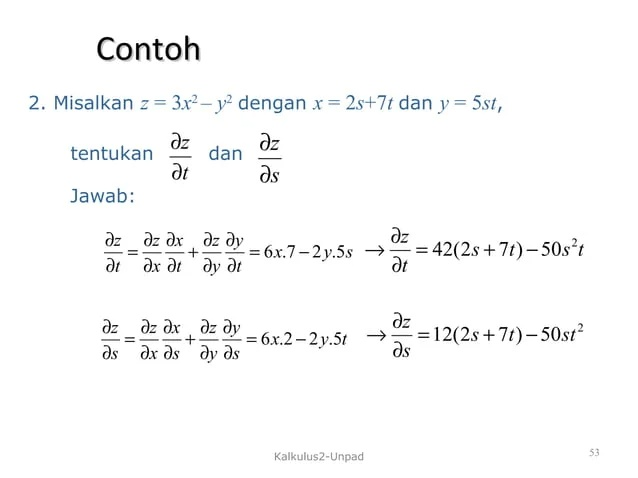 Contoh
2. Misalkan z = 3x² – y² dengan x = 2s+7t dan y = 5st,
tentukan ∂z/∂t dan ∂z/∂s
Jawab:
∂z/∂t = ∂z/∂x ∂x/∂t + ∂z/∂y ∂y/∂t = 6x.7 − 2y.5s → ∂z/∂t = 42(2s + 7t) − 50s²t
∂z/∂s = ∂z/∂x ∂x/∂s + ∂z/∂y ∂y/∂s = 6x.2 − 2y.5t → ∂z/∂s = 12(2s + 7t) − 50st²
Kalkulus2-Unpad
53